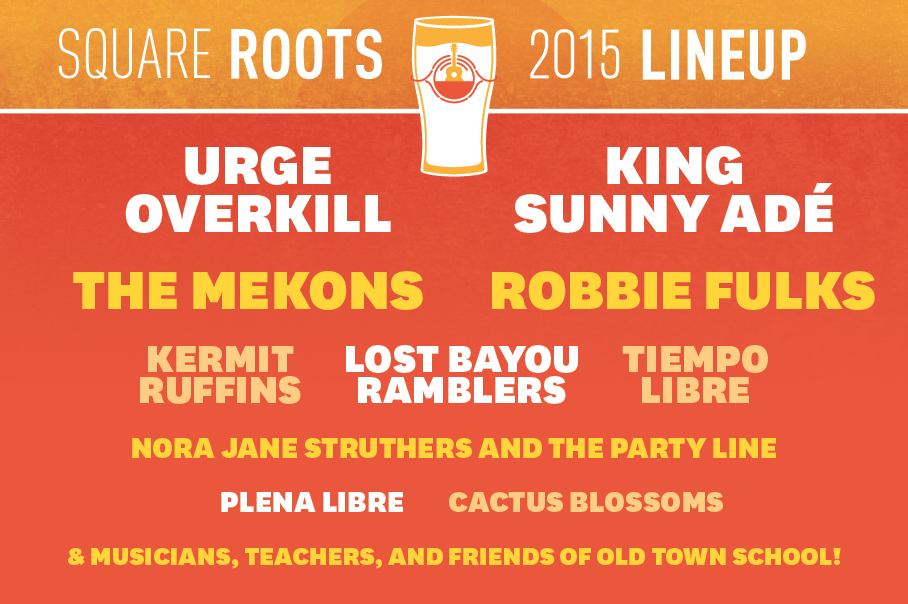 SQUARE ROOTS 2015 LINEUP
URGE OVERKILL
KING SUNNY ADÉ
THE MEKONS
ROBBIE FULKS
KERMIT RUFFINS
LOST BAYOU RAMBLERS
TIEMPO LIBRE
NORA JANE STRUTHERS AND THE PARTY LINE
PLENA LIBRE
CACTUS BLOSSOMS
& MUSICIANS, TEACHERS, AND FRIENDS OF OLD TOWN SCHOOL!